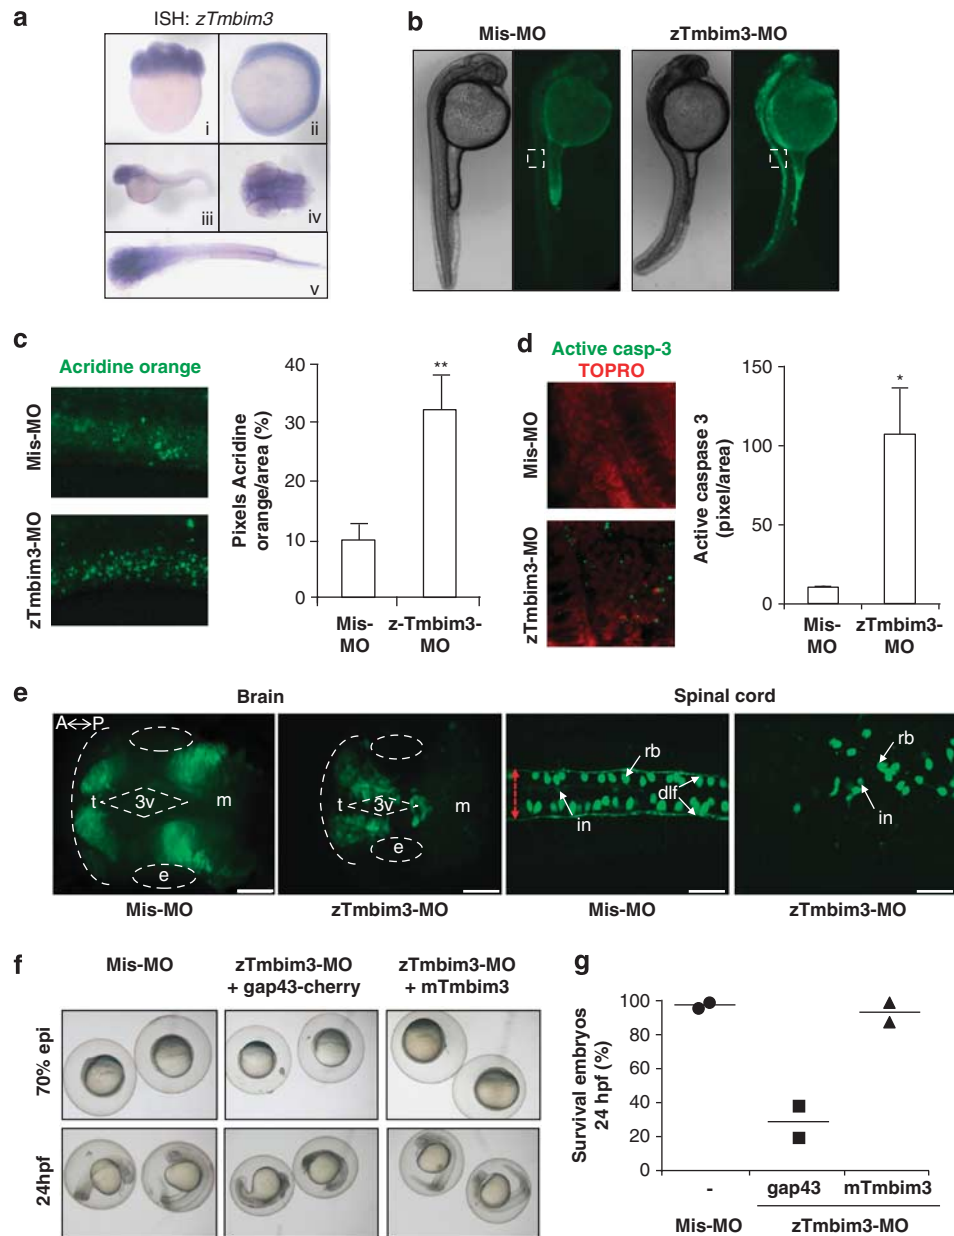 a
ISH: zTmbim3
i
ii
iii
iv
v
b
Mis-MO
zTmbim3-MO
c
Acridine orange
Mis-MO
zTmbim3-MO
Pixels Acridine
orange/area (%)
40
30
20
10
0
**
Mis-
MO
z-Tmbim3-
MO
d
Active casp-3
TOPRO
Mis-MO
zTmbim3-MO
Active caspase 3
(pixel/area)
150
100
50
0
*
Mis-
MO
zTmbim3-
MO
e
Brain
Spinal cord
A↔P
t
3v
m
e
t
3v
m
e
rb
dlf
in
rb
in
Mis-MO
zTmbim3-MO
Mis-MO
zTmbim3-MO
f
Mis-MO
zTmbim3-MO
+ gap43-cherry
zTmbim3-MO
+ mTmbim3
70% epi
24hpf
g
Survival embryos
24 hpf (%)
100
80
60
40
20
0
-
gap43
mTmbim3
Mis-MO
zTmbim3-MO